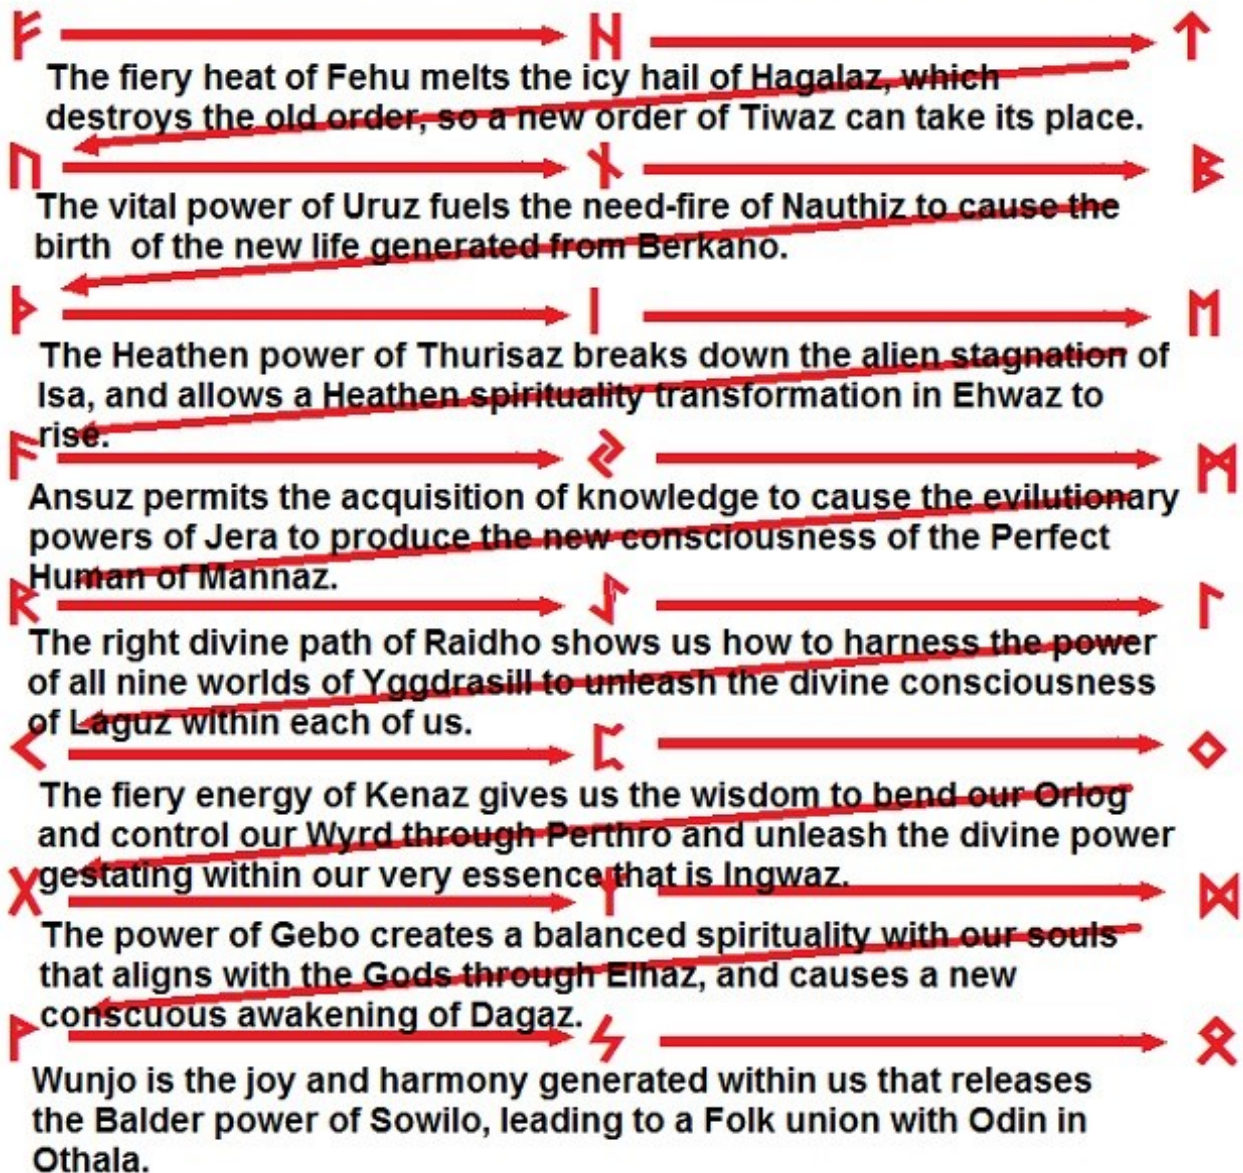 ᚠ ᚺ ᛏ
The fiery heat of Fehu melts the icy hail of Hagalaz, which
destroys the old order, so a new order of Tiwaz can take its place.
ᚢ ᚾ ᛒ
The vital power of Uruz fuels the need-fire of Nauthiz to cause the
birth of the new life generated from Berkano.
ᚦ ᛁ ᛖ
The Heathen power of Thurisaz breaks down the alien stagnation of
Isa, and allows a Heathen spirituality transformation in Ehwaz to
rise.
ᚨ ᛃ ᛗ
Ansuz permits the acquisition of knowledge to cause the evilutionary
powers of Jera to produce the new consciousness of the Perfect
Human of Mannaz.
ᚱ ᛇ ᛚ
The right divine path of Raidho shows us how to harness the power
of all nine worlds of Yggdrasill to unleash the divine consciousness
of Laguz within each of us.
ᚲ ᛈ ᛜ
The fiery energy of Kenaz gives us the wisdom to bend our Orlog
and control our Wyrd through Perthro and unleash the divine power
gestating within our very essence that is Ingwaz.
ᚷ ᛉ ᛞ
The power of Gebo creates a balanced spirituality with our souls
that aligns with the Gods through Elhaz, and causes a new
conscuous awakening of Dagaz.
ᚹ ᛊ ᛟ
Wunjo is the joy and harmony generated within us that releases
the Balder power of Sowilo, leading to a Folk union with Odin in
Othala.